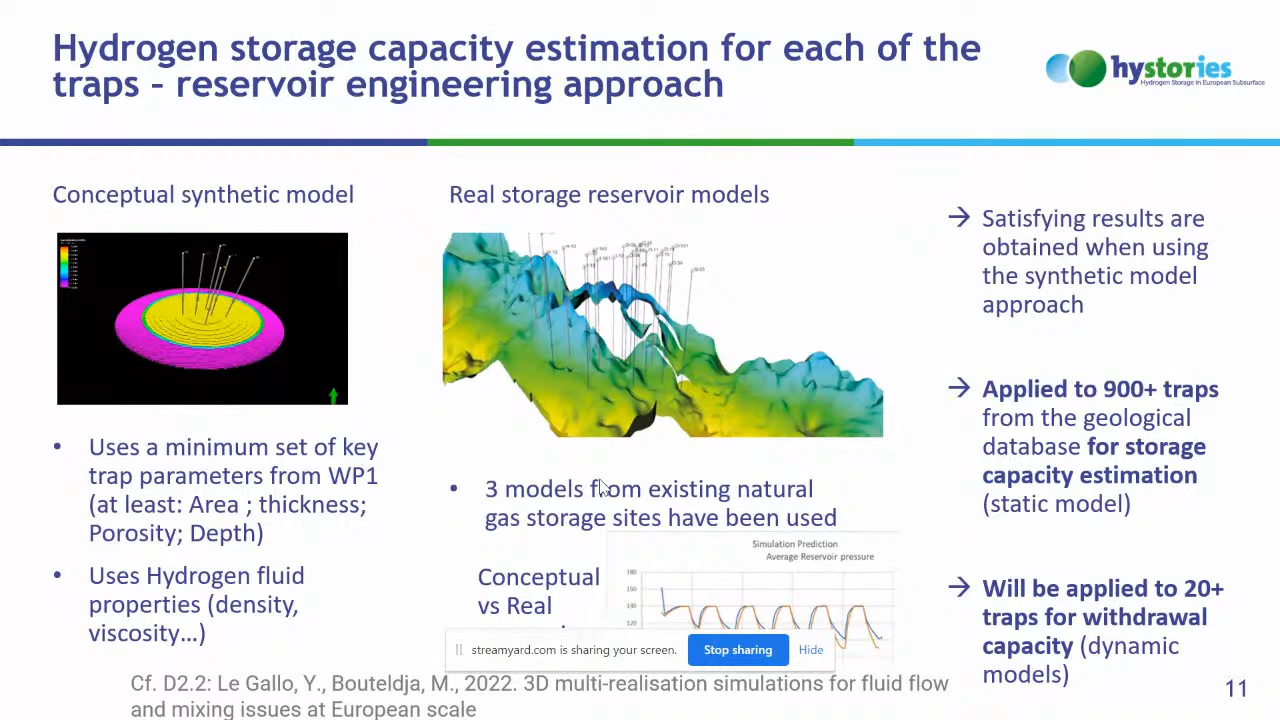 Hydrogen storage capacity estimation for each of the
traps - reservoir engineering approach
hystories
Hydrogen Storage in European Subsurface
Conceptual synthetic model
• Uses a minimum set of key
trap parameters from WP1
(at least: Area ; thickness;
Porosity; Depth)
• Uses Hydrogen fluid
properties (density,
viscosity…)
Real storage reservoir models
• 3 models from existing natural
gas storage sites have been used
Conceptual
vs Real
Simulation Prediction
Average Reservoir pressure
180
150
140
120
streamyard.com is sharing your screen.
Stop sharing
Hide
→ Satisfying results are
obtained when using
the synthetic model
approach
→ Applied to 900+ traps
from the geological
database for storage
capacity estimation
(static model)
→ Will be applied to 20+
traps for withdrawal
capacity (dynamic
models)
Cf. D2.2: Le Gallo, Y., Bouteldja, M., 2022. 3D multi-realisation simulations for fluid flow
and mixing issues at European scale
11